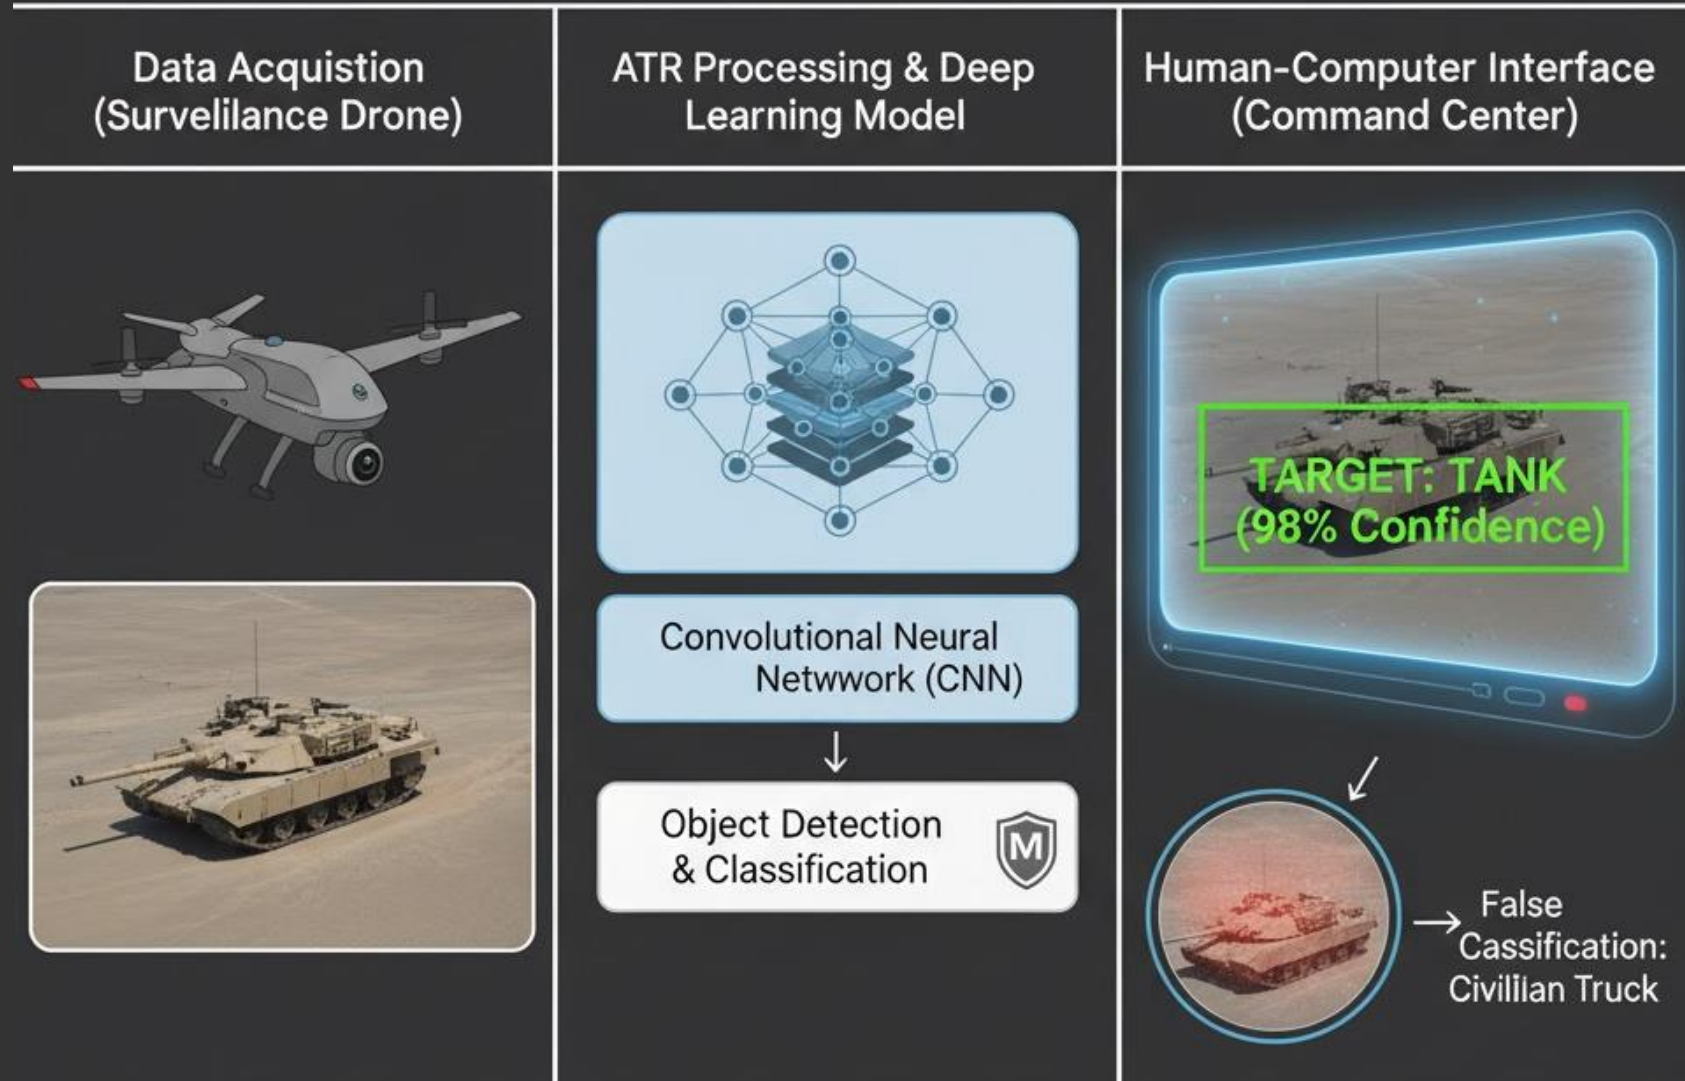 Data Acquistion
(Survelilance Drone)
ATR Processing & Deep
Learning Model
Human-Computer Interface
(Command Center)
Convolutional Neural
Netwwork (CNN)
Object Detection
& Classification
M
TARGET: TANK
(98% Confidence)
False
Cassification:
Civillian Truck